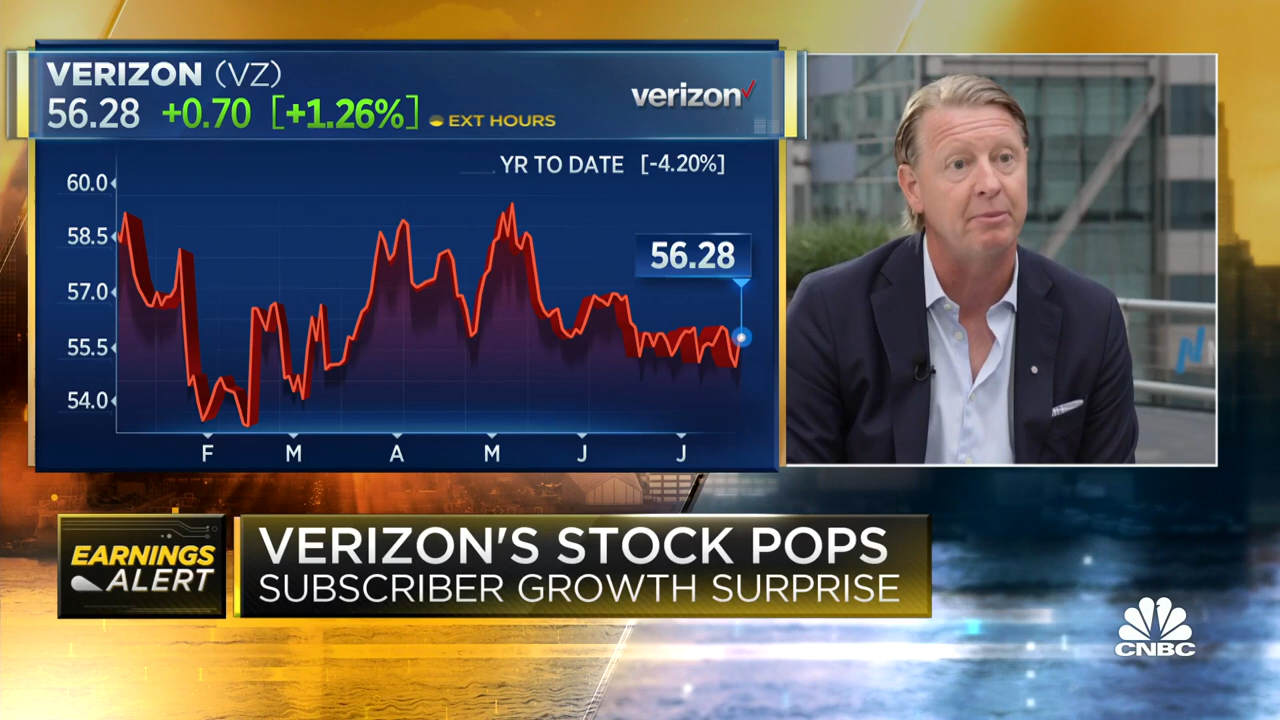 VERIZON (VZ)
56.28 +0.70 [+1.26%] EXT HOURS
verizon
YR TO DATE [-4.20%]
60.0
58.5
57.0
55.5
54.0
56.28
F M A M J J
EARNINGS
ALERT
VERIZON'S STOCK POPS
SUBSCRIBER GROWTH SURPRISE
CNBC